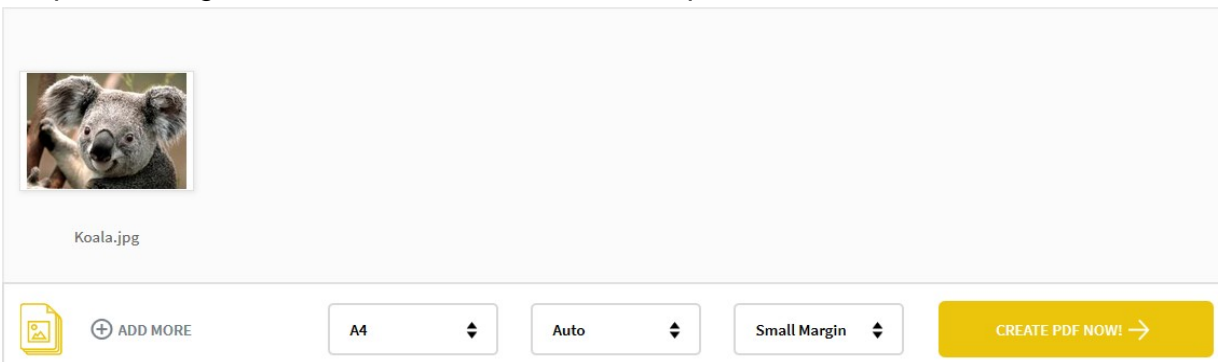 Koala.jpg
ADD MORE
A4
Auto
Small Margin
CREATE PDF NOW!